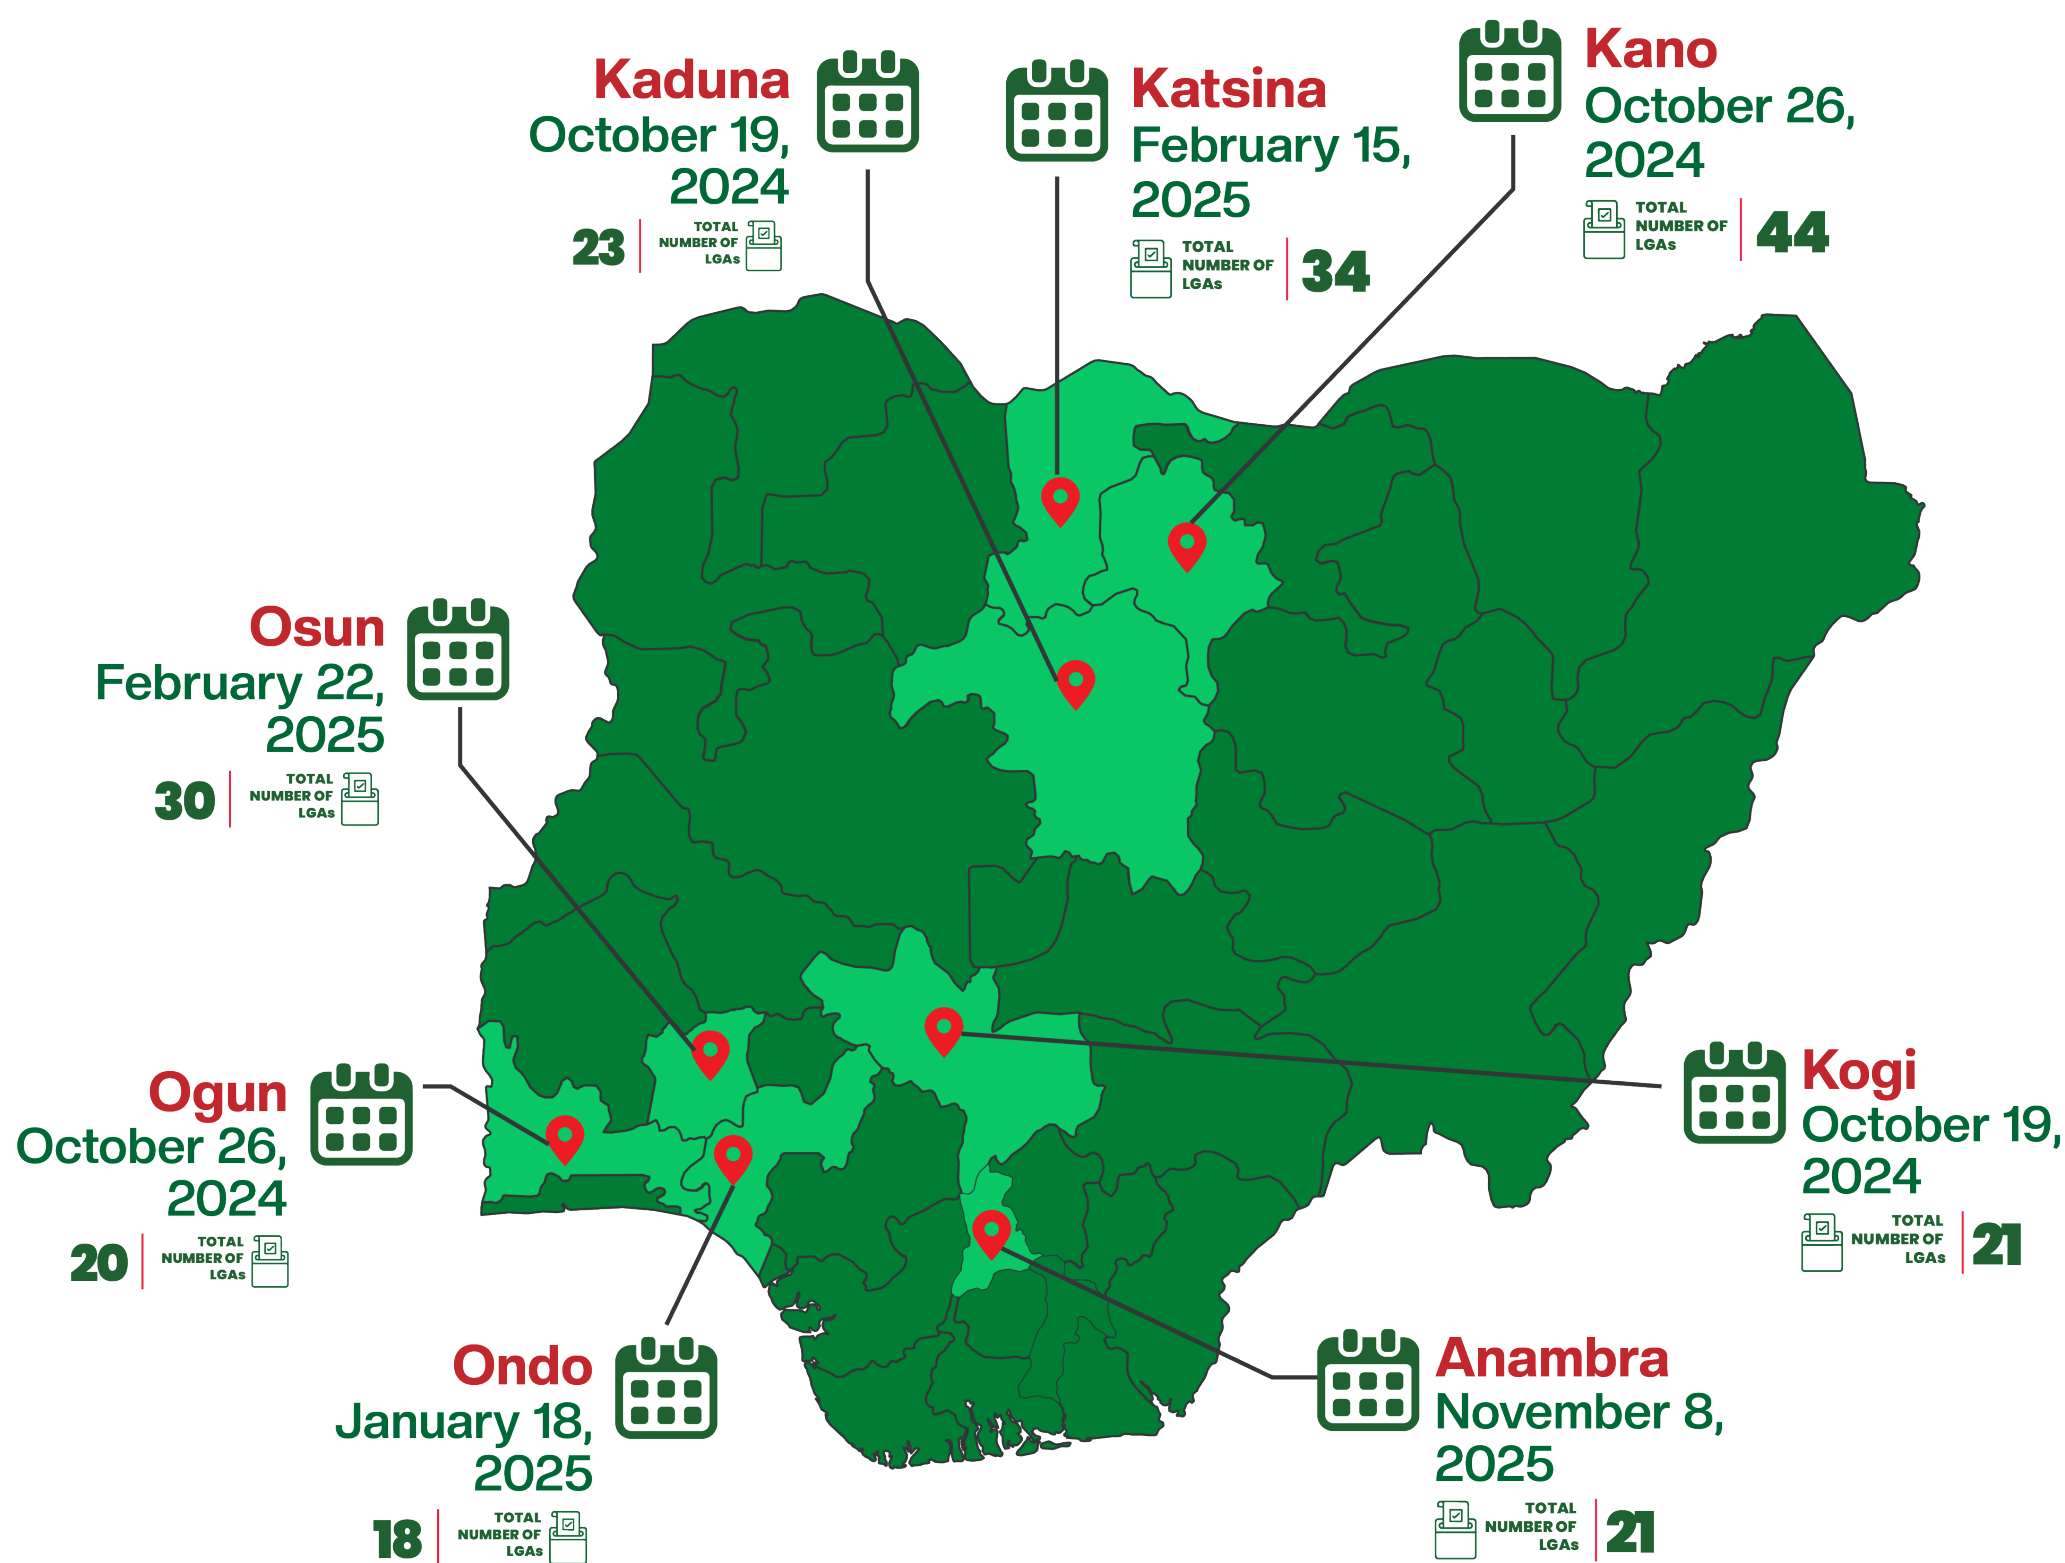 Kaduna
October 19,
2024
23
TOTAL
NUMBER OF
LGAs
Katsina
February 15,
2025
TOTAL
NUMBER OF
LGAs
34
Kano
October 26,
2024
TOTAL
NUMBER OF
LGAs
44
Osun
February 22,
2025
30
TOTAL
NUMBER OF
LGAs
Ogun
October 26,
2024
20
TOTAL
NUMBER OF
LGAs
Kogi
October 19,
2024
TOTAL
NUMBER OF
LGAs
21
Ondo
January 18,
2025
18
TOTAL
NUMBER OF
LGAs
Anambra
November 8,
2025
TOTAL
NUMBER OF
LGAs
21